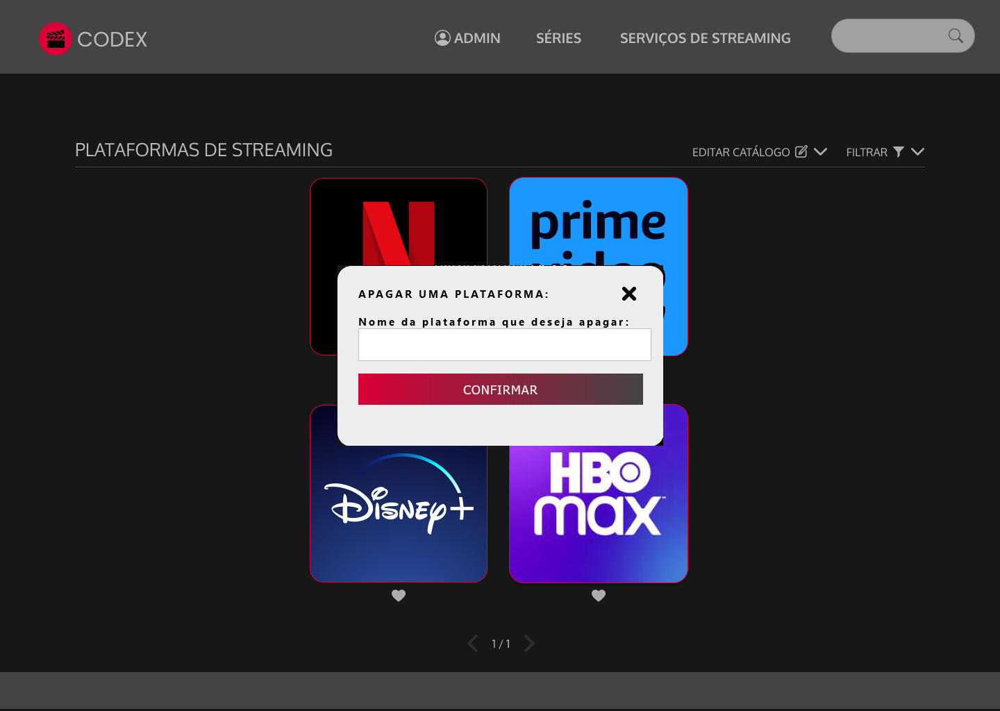 CODEX
ADMIN
SÉRIES
SERVIÇOS DE STREAMING
PLATAFORMAS DE STREAMING
EDITAR CATÁLOGO
FILTRAR
N
prime
APAGAR UMA PLATAFORMA:
Nome da plataforma que deseja apagar:
CONFIRMAR
Disney+
HBO
max
1 / 1